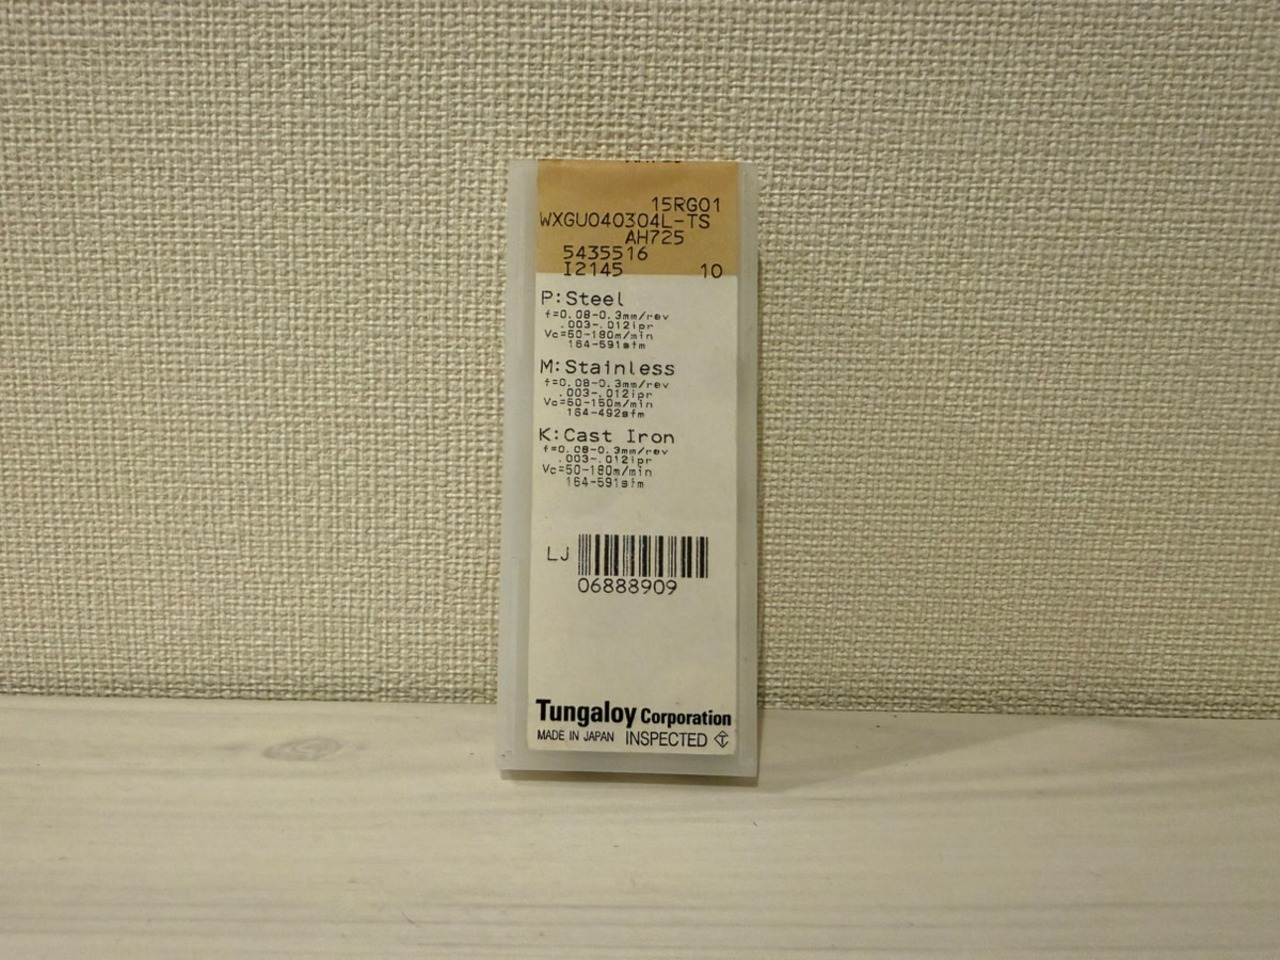 15RG01
WXGU040304L-TS
AH725
5435516
I2145 10
P:Steel
f=0.08-0.3mm/rev
.003-.012ipr
Vc=50-180m/min
164-591sfm
M:Stainless
f=0.08-0.3mm/rev
.003-.012ipr
Vc=50-150m/min
164-492sfm
K:Cast Iron
f=0.08-0.3mm/rev
.003-.012ipr
Vc=50-180m/min
164-591sfm
LJ
06888909
Tungaloy Corporation
MADE IN JAPAN INSPECTED